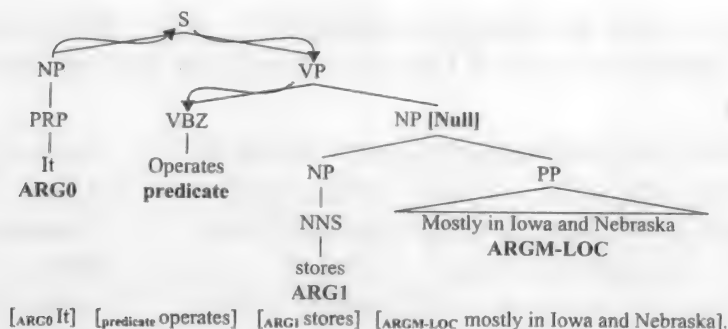 S
NP VP
PRP VBZ NP [Null]
It Operates NP PP
ARG0 predicate
NNS Mostly in Iowa and Nebraska
ARGM-LOC
stores
ARG1
[ARG0 It] [predicate operates] [ARG1 stores] [ARGM-LOC mostly in Iowa and Nebraska]